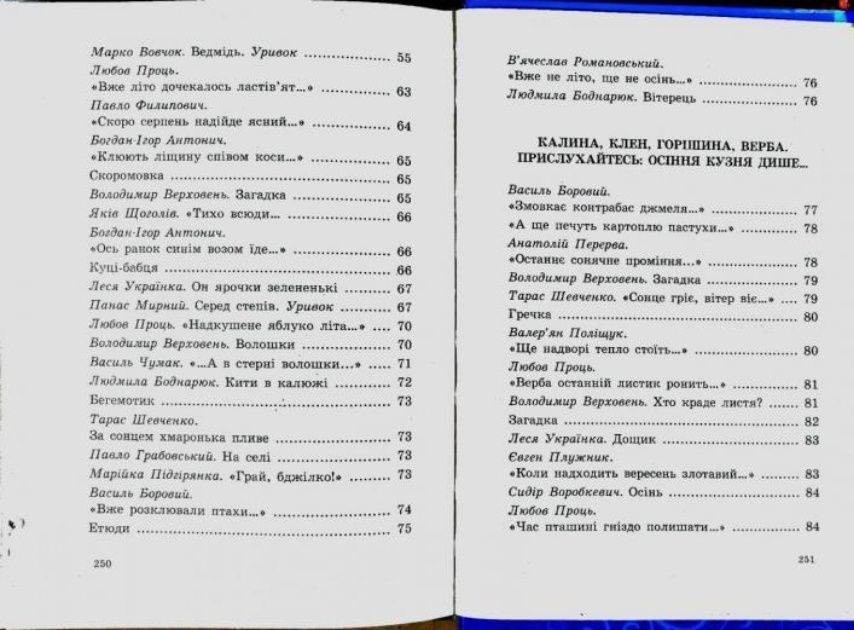 Марко Вовчок. Ведмідь. Уривок .................. 55
Любов Проць.
«Вже літо дочекалось ластів'ят...» ............... 63
Павло Филипович.
«Скоро серпень надійде ясний...» ............... 64
Богдан-Ігор Антонич.
«Клюють ліщину співом коси...» ............... 65
Скоромовка ............... 65
Володимир Верховень. Загадка ............... 65
Яків Щоголів. «Тихо всюди... ............... 66
Богдан-Ігор Антонич.
«Ось ранок синім возом їде...» ............... 66
Куці-бабця ............... 66
Леся Українка. Он ярочки зелененькі ............ 67
Панас Мирний. Серед степів. Уривок ............ 67
Любов Проць. «Надкушене яблуко літа...» .... 70
Володимир Верховень. Волошки ............... 70
Василь Чумак. «...А в стерні волошки...» ...... 71
Людмила Боднарюк. Кити в калюжі ............ 72
Бегемотик ............... 73
Тарас Шевченко.
За сонцем хмаронька пливе ............... 73
Павло Грабовський. На селі ............... 73
Марійка Підгірянка. «Грай, бджілко!» ......... 73
Василь Боровий.
«Вже розклювали птахи...» ............... 74
Етюди ............... 75
250
В'ячеслав Романовський.
«Вже не літо, ще не осінь...» ............... 76
Людмила Боднарюк. Вітерець ............... 76
КАЛИНА, КЛЕН, ГОРІШИНА, ВЕРБА.
ПРИСЛУХАЙТЕСЬ: ОСІННЯ КУЗНЯ ДИШЕ...
Василь Боровий.
«Змовкає контрабас джмеля...» ............... 77
«А ще печуть картоплю пастухи...» ............ 78
Анатолій Перерва.
«Останнє сонячне проміння...» ............... 78
Володимир Верховень. Загадка ............... 79
Тарас Шевченко. «Сонце гріє, вітер віє...» ..... 79
Гречка ............... 80
Валер'ян Поліщук.
«Ще надворі тепло стоїть...» ............... 80
Любов Проць.
«Верба останній листик ронить...» ............... 81
Володимир Верховень. Хто краде листя? ...... 81
Загадка ............... 82
Леся Українка. Дощик ............... 83
Євген Плужник.
«Коли надходить вересень злотавий...» ......... 83
Сидір Воробкевич. Осінь ............... 84
Любов Проць.
«Час пташині гніздо полишати...» ............... 84
251